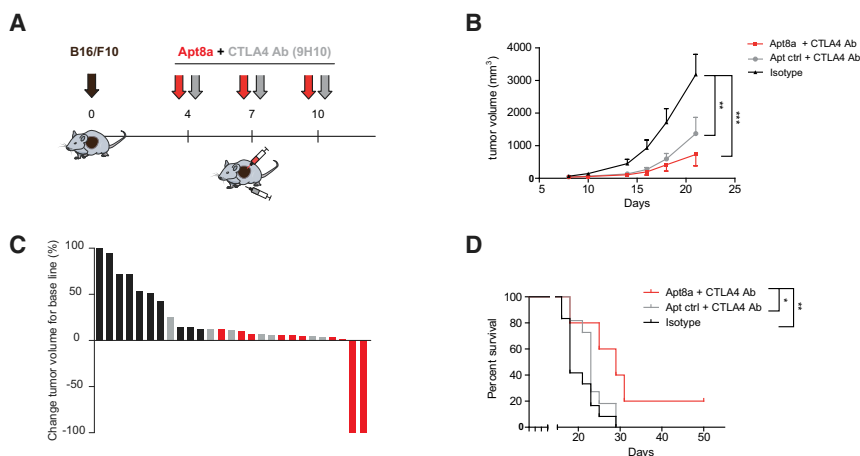 A
B16/F10
Apt8a + CTLA4 Ab (9H10)
0
4
7
10
B
tumor volume (mm3)
4000
3000
2000
1000
0
5
10
15
20
25
Days
Apt8a + CTLA4 Ab
Apt ctrl + CTLA4 Ab
Isotype
**
***
C
Change tumor volume for base line (%)
100
50
0
-50
-100
D
Percent survival
100
80
60
40
20
0
0
20
30
40
50
Days
Apt8a + CTLA4 Ab
Apt ctrl + CTLA4 Ab
Isotype
*
**